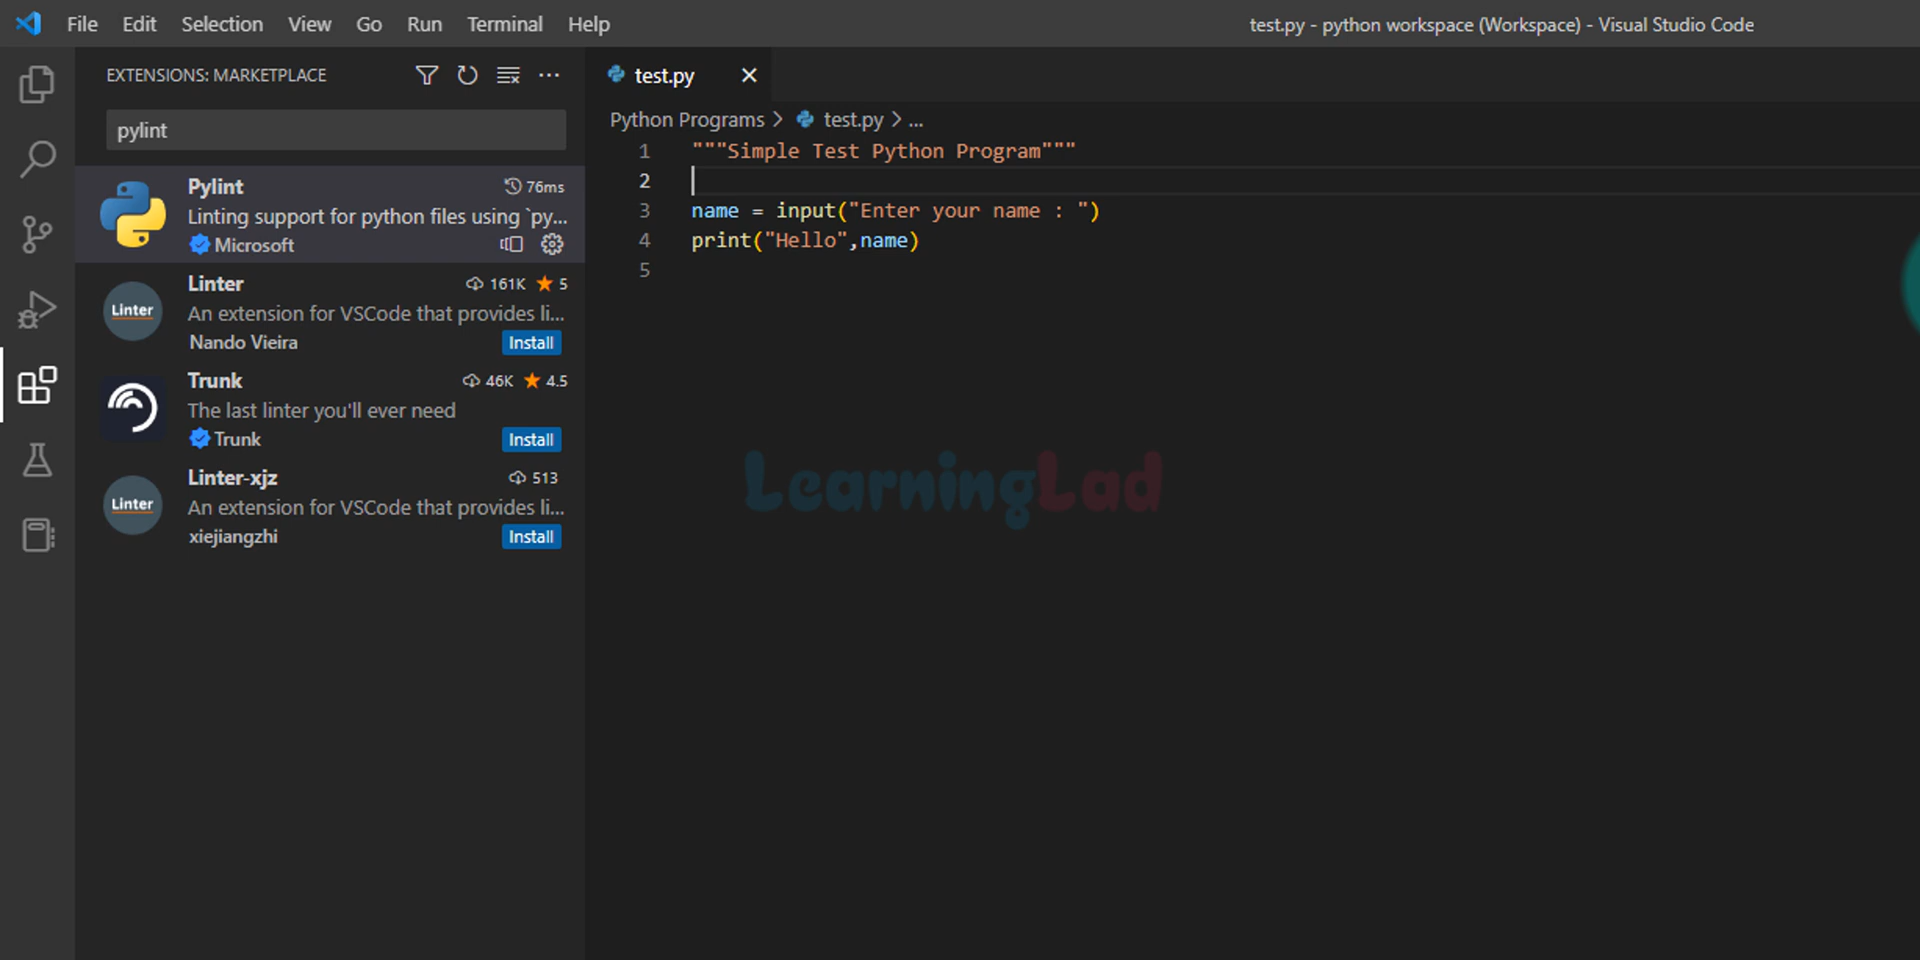 File Edit Selection View Go Run Terminal Help
test.py - python workspace (Workspace) - Visual Studio Code
EXTENSIONS: MARKETPLACE
pylint
Pylint 76ms
Linting support for python files using `py...
Microsoft
Linter 161K 5
An extension for VSCode that provides li...
Nando Vieira Install
Trunk 46K 4.5
The last linter you'll ever need
Trunk Install
Linter-xjz 513
An extension for VSCode that provides li...
xiejiangzhi Install
Linter
Linter
test.py
Python Programs > test.py > ...
1 """Simple Test Python Program"""
2
3 name = input("Enter your name : ")
4 print("Hello",name)
5
LearningLad